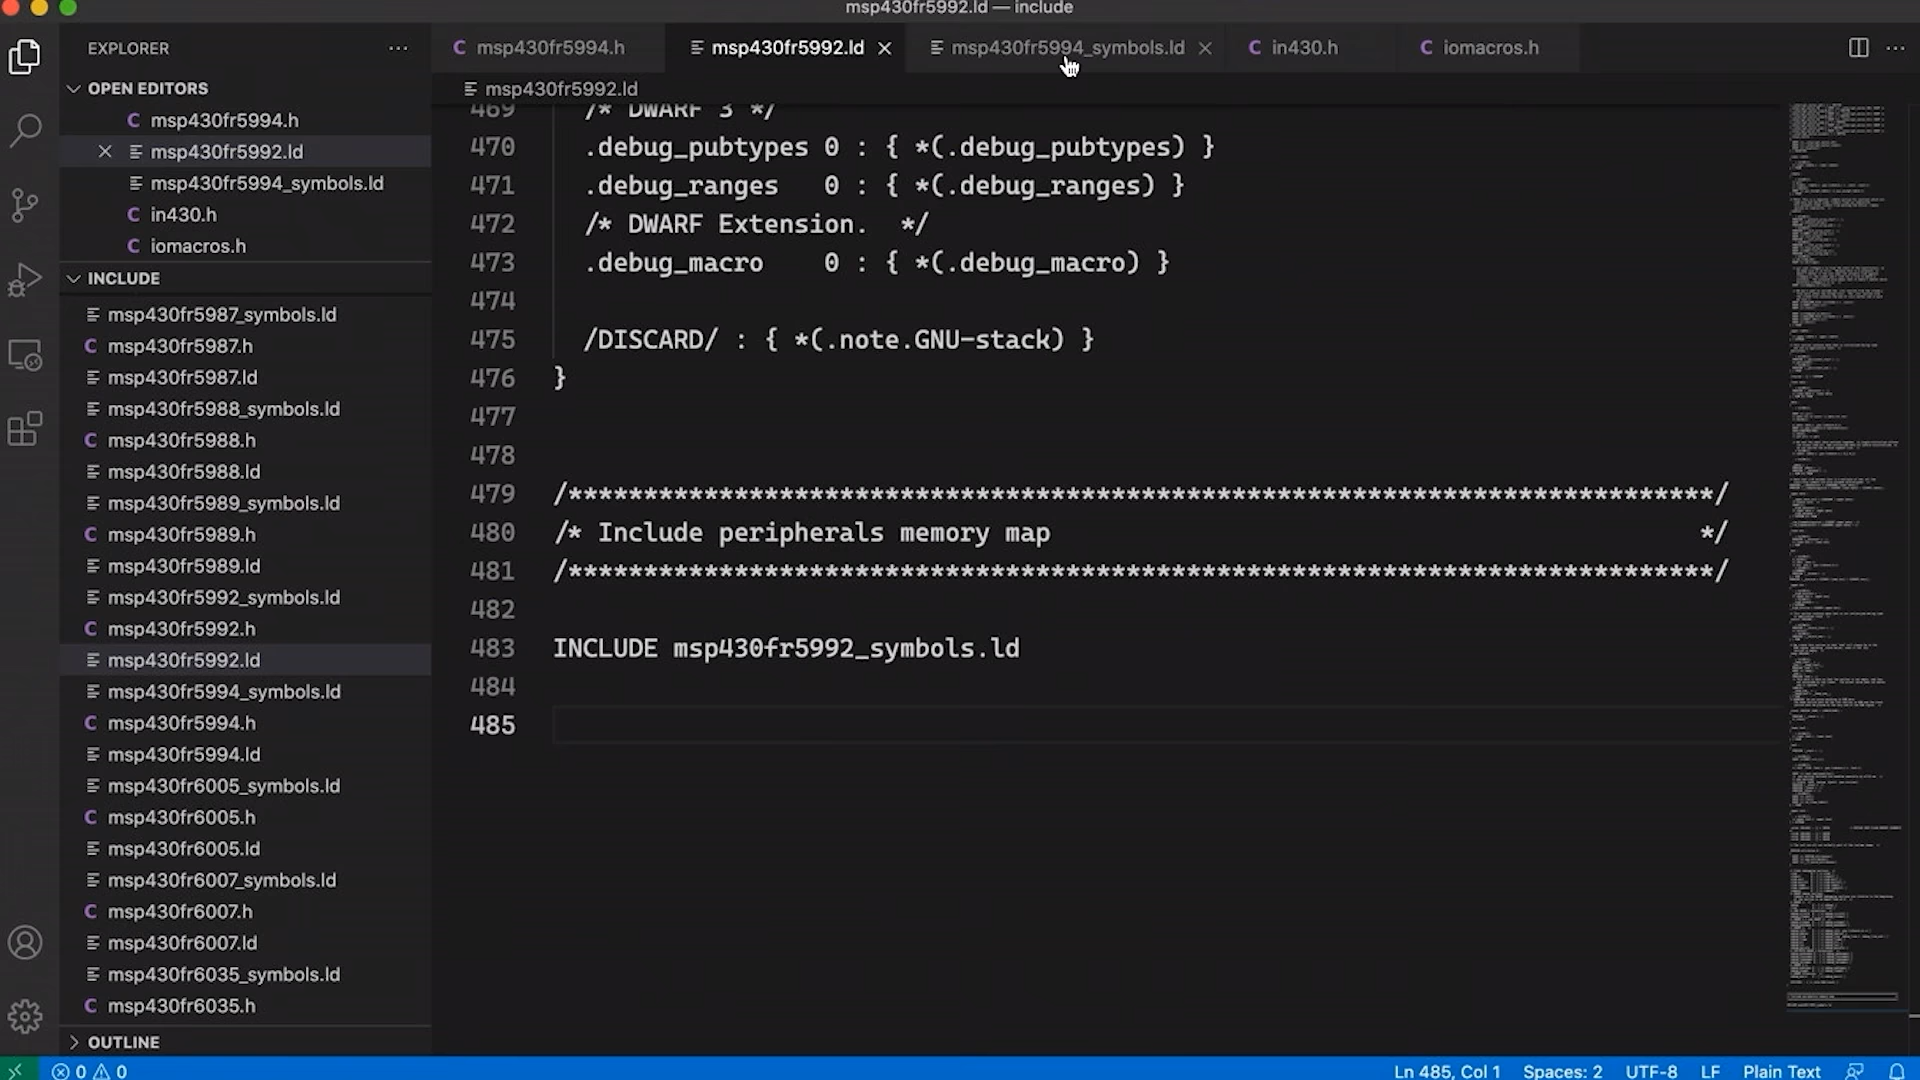 msp430fr5992.ld — include
EXPLORER
OPEN EDITORS
msp430fr5994.h
msp430fr5992.ld
msp430fr5994_symbols.ld
in430.h
iomacros.h
INCLUDE
msp430fr5987_symbols.ld
msp430fr5987.h
msp430fr5987.ld
msp430fr5988_symbols.ld
msp430fr5988.h
msp430fr5988.ld
msp430fr5989_symbols.ld
msp430fr5989.h
msp430fr5989.ld
msp430fr5992_symbols.ld
msp430fr5992.h
msp430fr5992.ld
msp430fr5994_symbols.ld
msp430fr5994.h
msp430fr5994.ld
msp430fr6005_symbols.ld
msp430fr6005.h
msp430fr6005.ld
msp430fr6007_symbols.ld
msp430fr6007.h
msp430fr6007.ld
msp430fr6035_symbols.ld
msp430fr6035.h
OUTLINE
msp430fr5994.h msp430fr5992.ld msp430fr5994_symbols.ld in430.h iomacros.h
msp430fr5992.ld
469 /* DWARF 3 */
470 .debug_pubtypes 0 : { *(.debug_pubtypes) }
471 .debug_ranges 0 : { *(.debug_ranges) }
472 /* DWARF Extension. */
473 .debug_macro 0 : { *(.debug_macro) }
474
475 /DISCARD/ : { *(.note.GNU-stack) }
476 }
477
478
479 /****************************************************************************/
480 /* Include peripherals memory map */
481 /****************************************************************************/
482
483 INCLUDE msp430fr5992_symbols.ld
484
485
0 0 Ln 485, Col 1 Spaces: 2 UTF-8 LF Plain Text